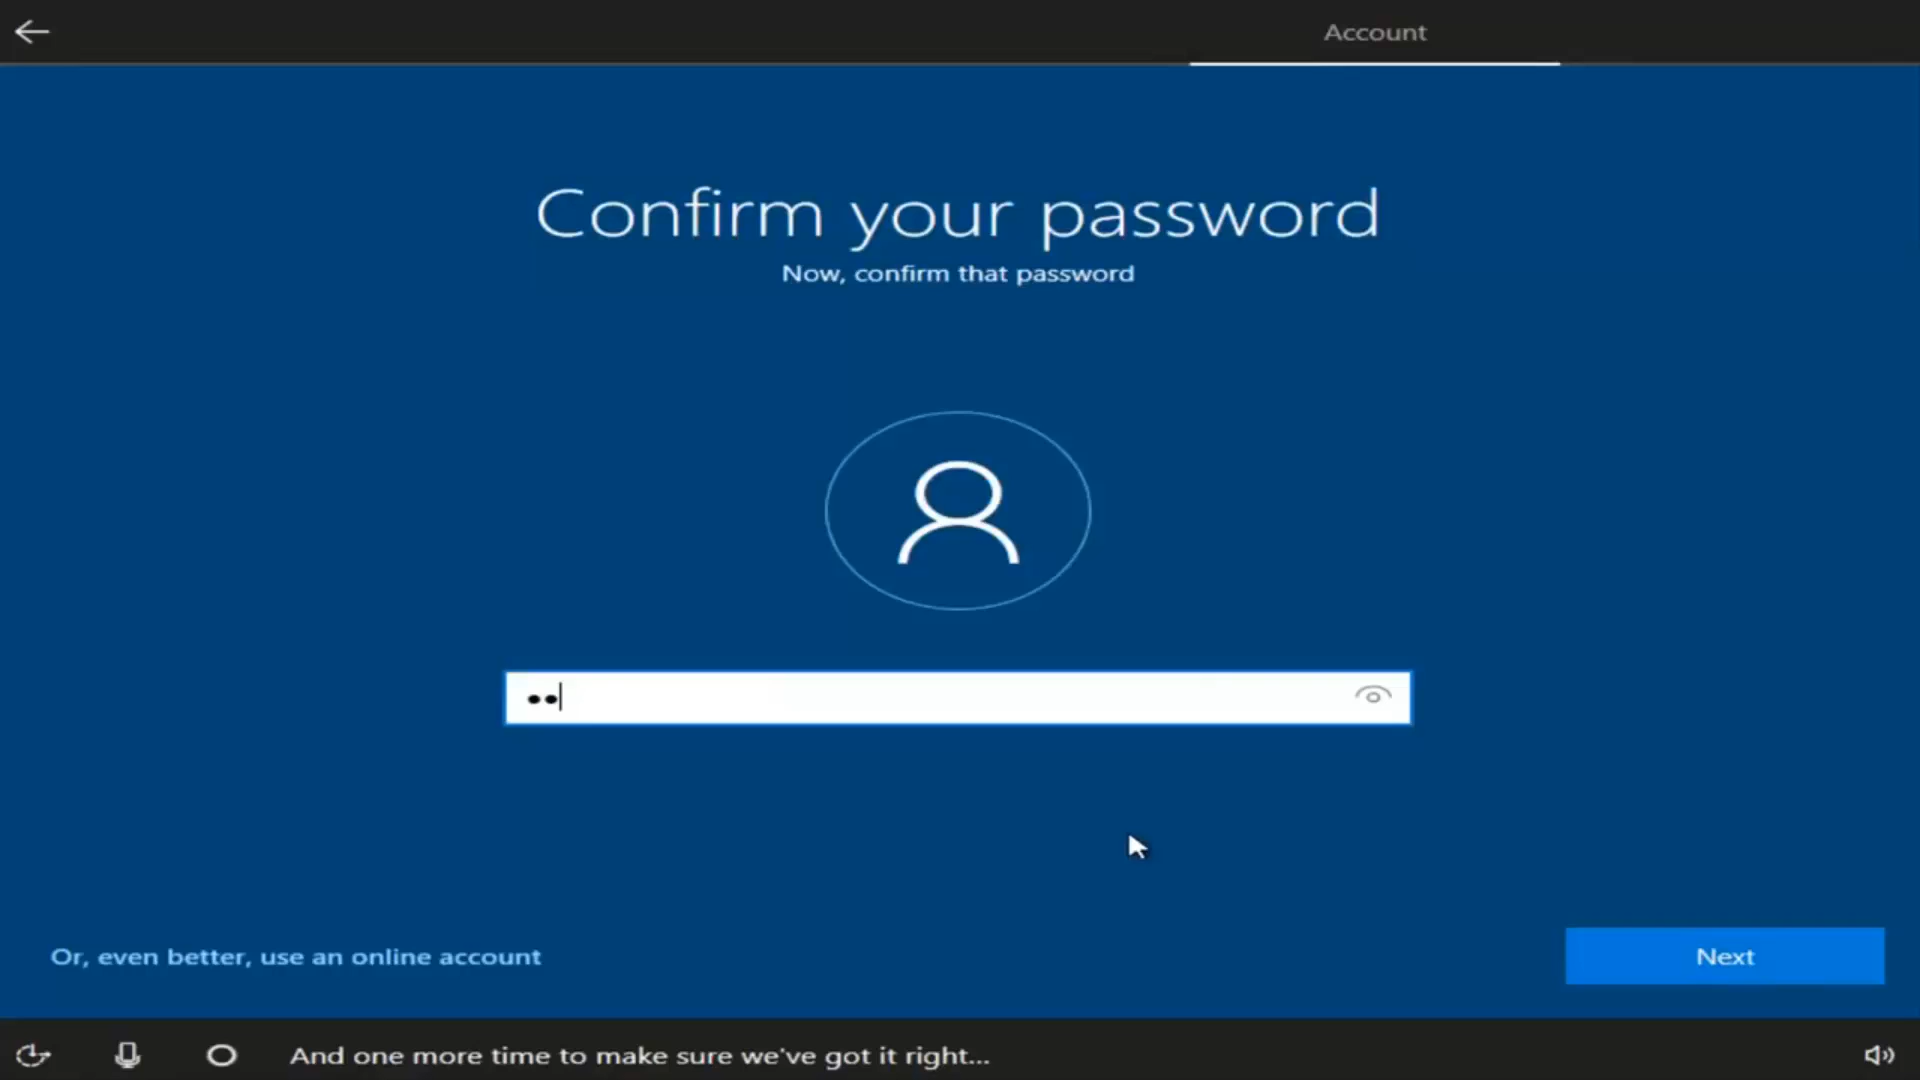 Account
Confirm your password
Now, confirm that password
Or, even better, use an online account
Next
And one more time to make sure we've got it right...